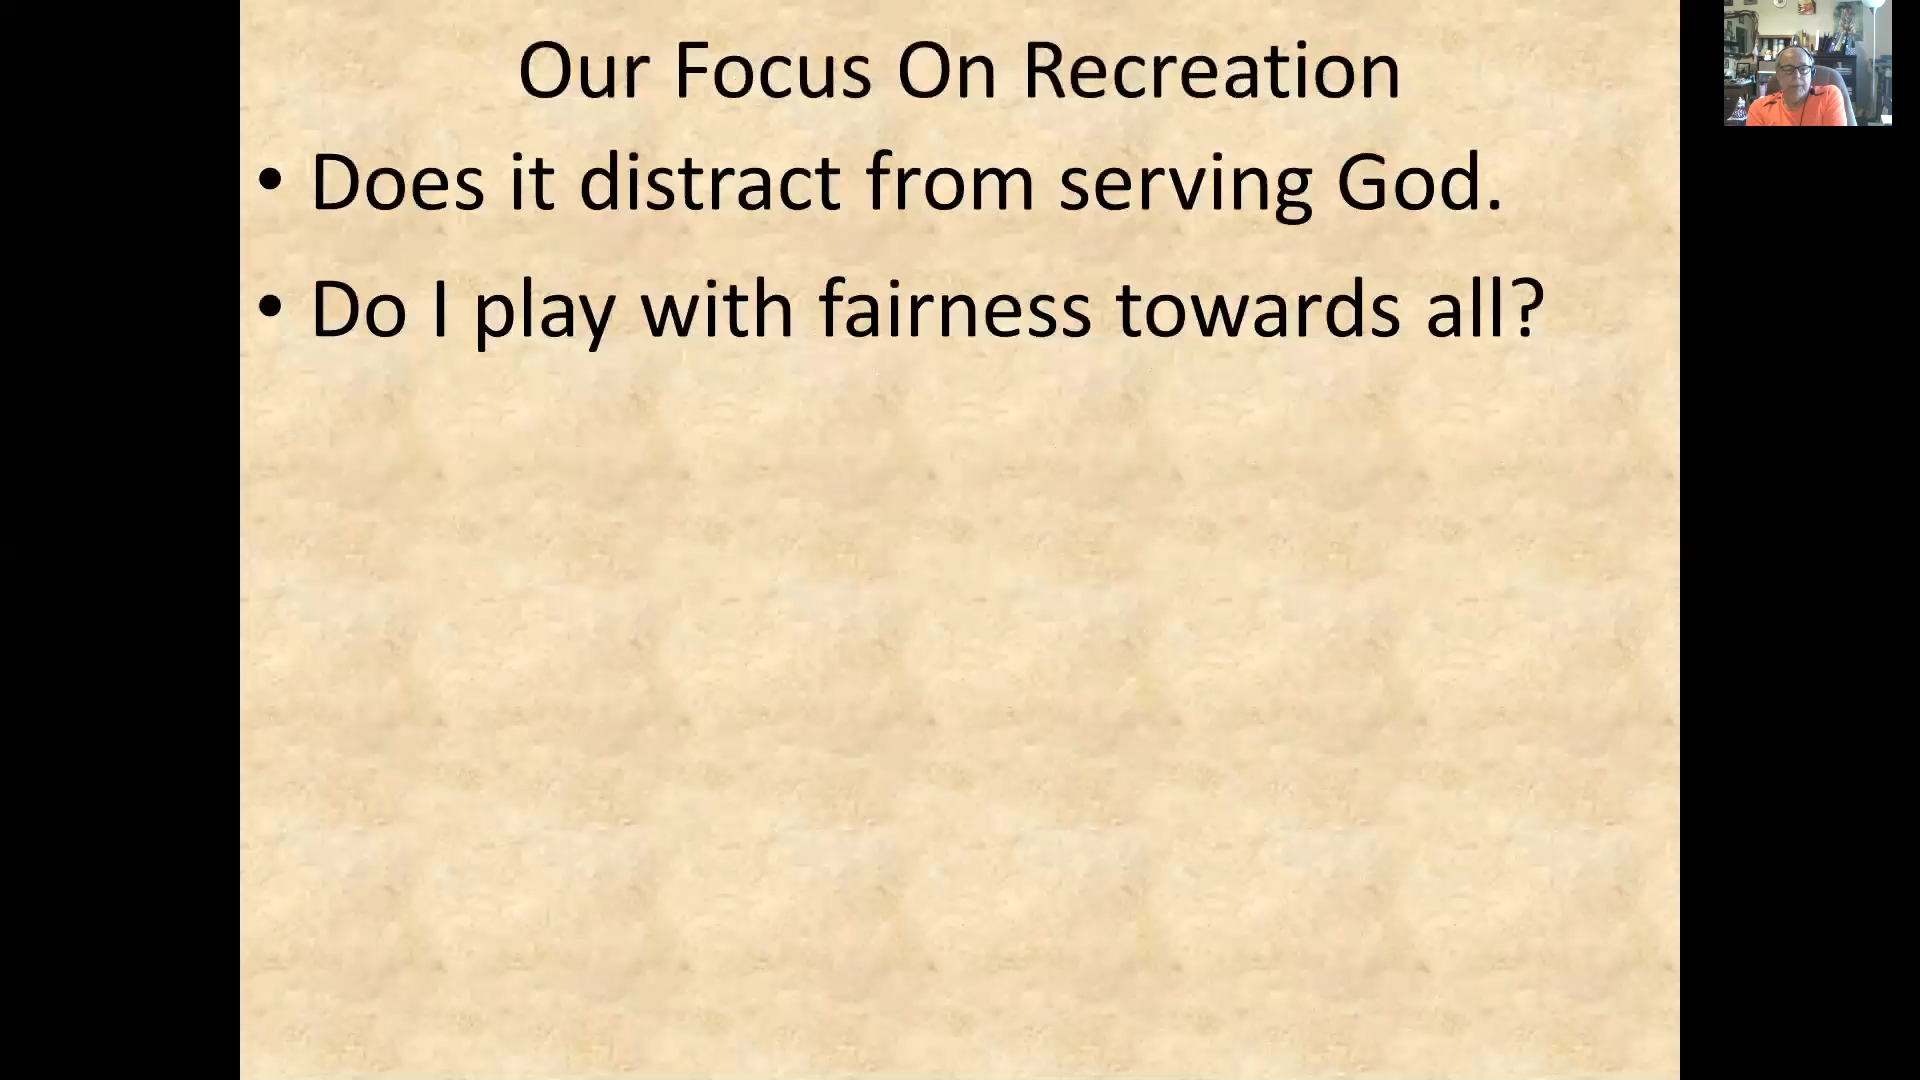 Our Focus On Recreation
• Does it distract from serving God.
• Do I play with fairness towards all?